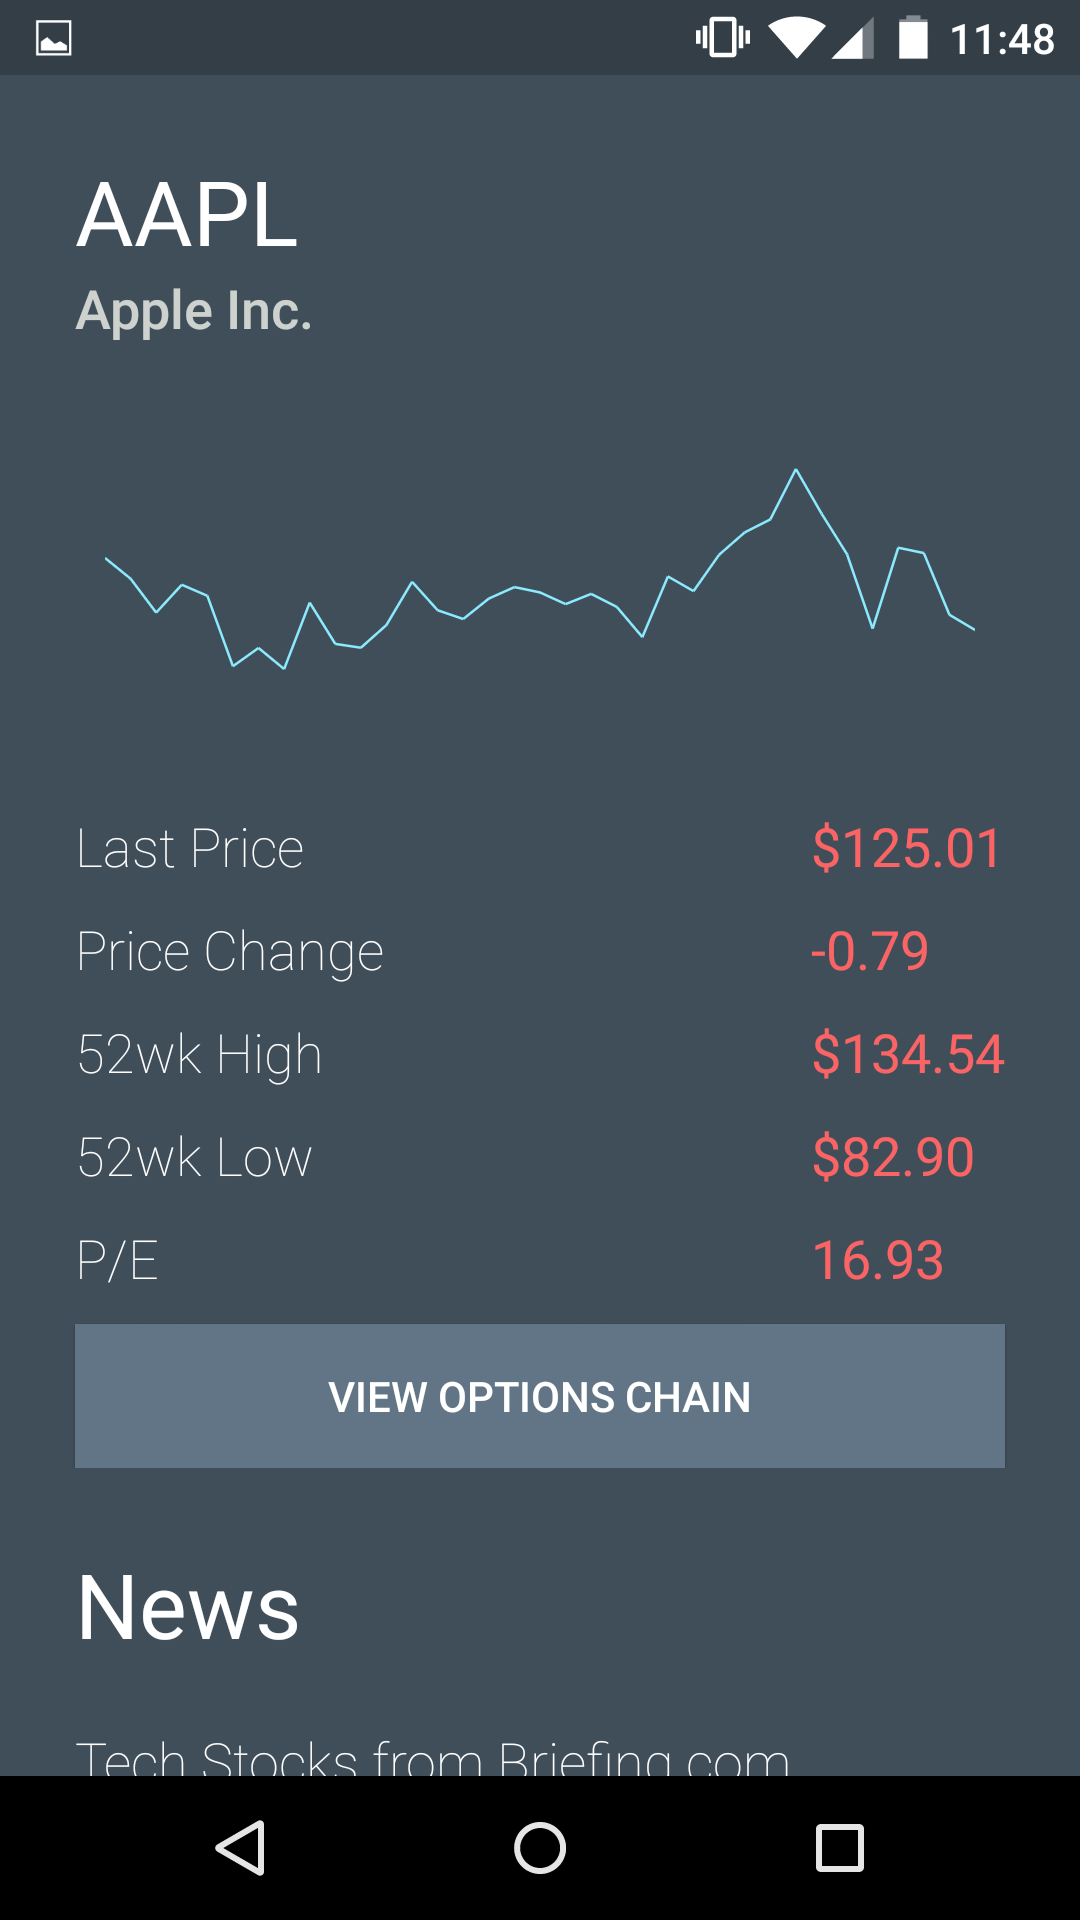 11:48
AAPL
Apple Inc.
Last Price $125.01
Price Change -0.79
52wk High $134.54
52wk Low $82.90
P/E 16.93
VIEW OPTIONS CHAIN
News
Tech Stocks from Briefing.com